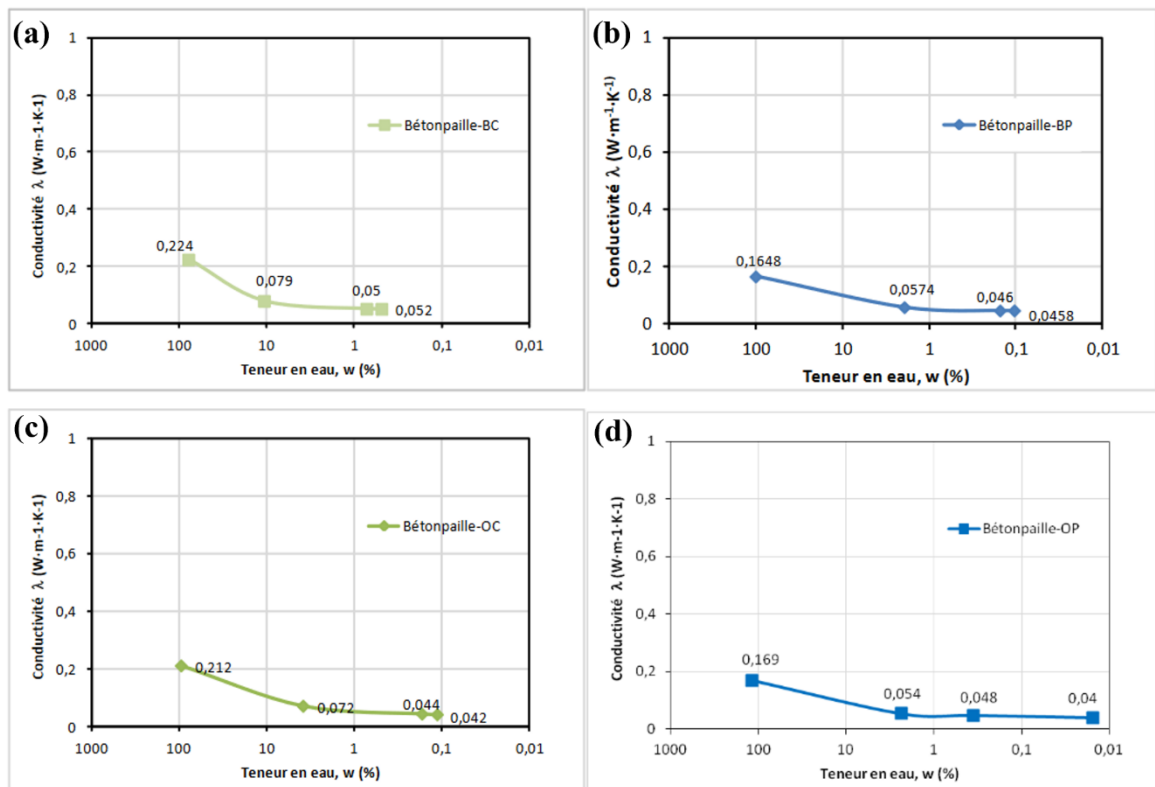 (a)
1
0,8
0,6
0,4
0,2
0
Conductivité λ (W·m-1·K-1)
Bétonpaille-BC
0,224
0,079
0,05
0,052
1000 100 10 1 0,1 0,01
Teneur en eau, w (%)
(b)
1
0,8
0,6
0,4
0,2
0
Conductivité λ (W·m⁻¹·K⁻¹)
Bétonpaille-BP
0,1648
0,0574
0,046
0,0458
1000 100 10 1 0,1 0,01
Teneur en eau, w (%)
(c)
1
0,8
0,6
0,4
0,2
0
Conductivité λ (W·m-1·K-1)
Bétonpaille-OC
0,212
0,072
0,044
0,042
1000 100 10 1 0,1 0,01
Teneur en eau, w (%)
(d)
1
0,8
0,6
0,4
0,2
0
Conductivité λ (W·m-1·K-1)
Bétonpaille-OP
0,169
0,054
0,048
0,04
1000 100 10 1 0,1 0,01
Teneur en eau, w (%)